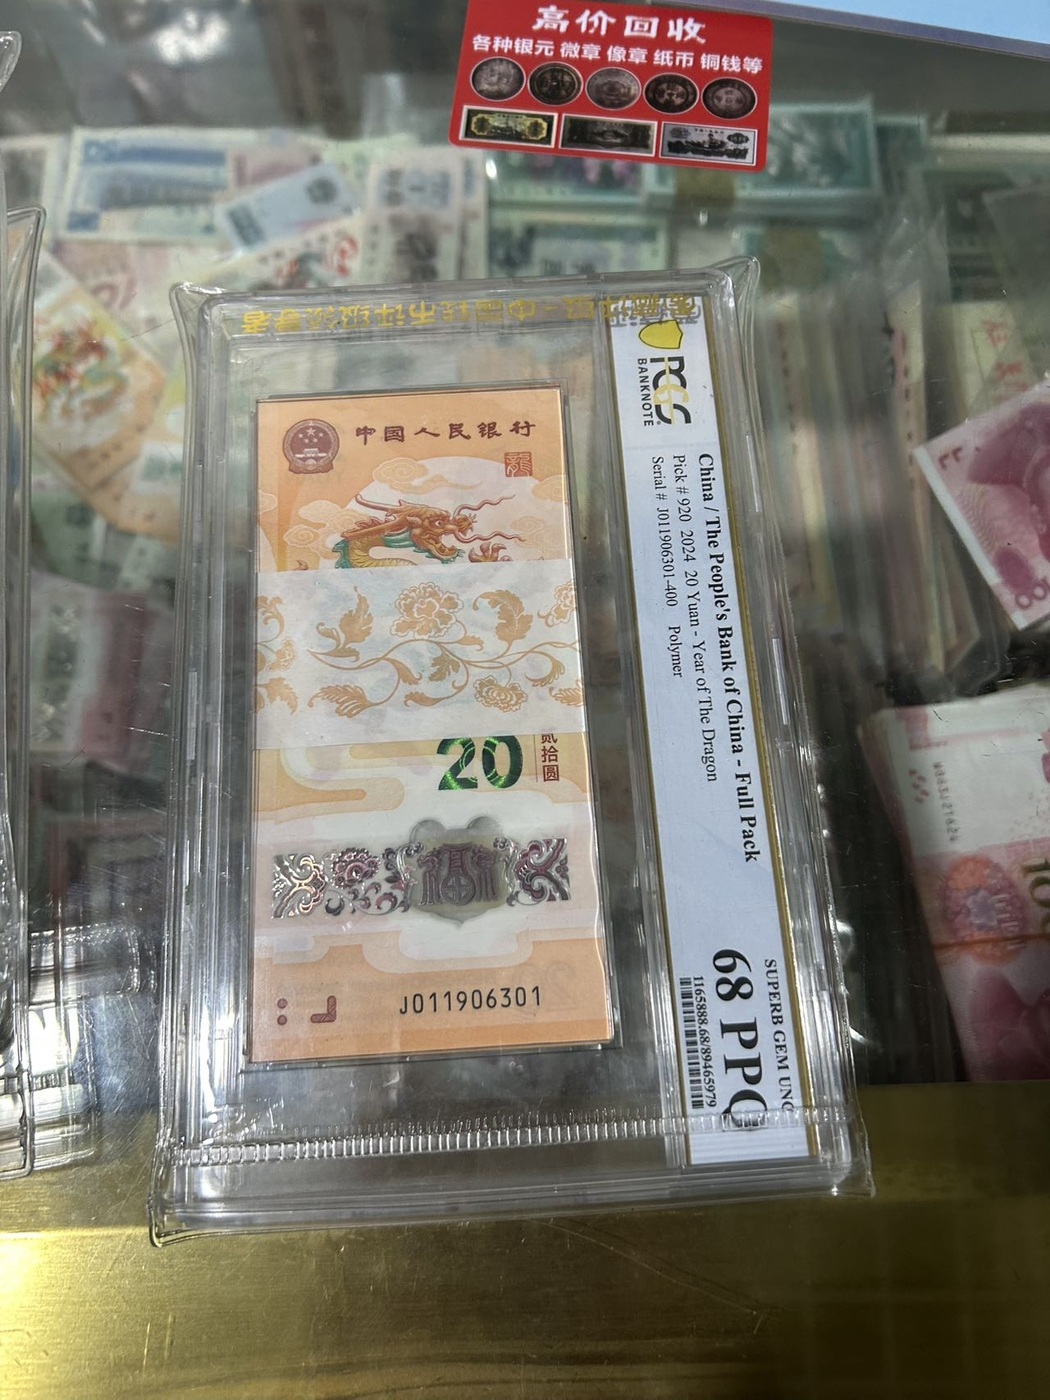 高价回收
各种银元 徽章 像章 纸币 铜钱等
PCGS
BANKNOTE
China / The People's Bank of China - Full Pack
Pick # 920 2024 20 Yuan - Year of The Dragon
Serial # J011906301-400 Polymer
SUPERB GEM UNC
68 PPQ
1165888.68/89465979
中国人民银行
20
贰拾圆
福
J011906301
100